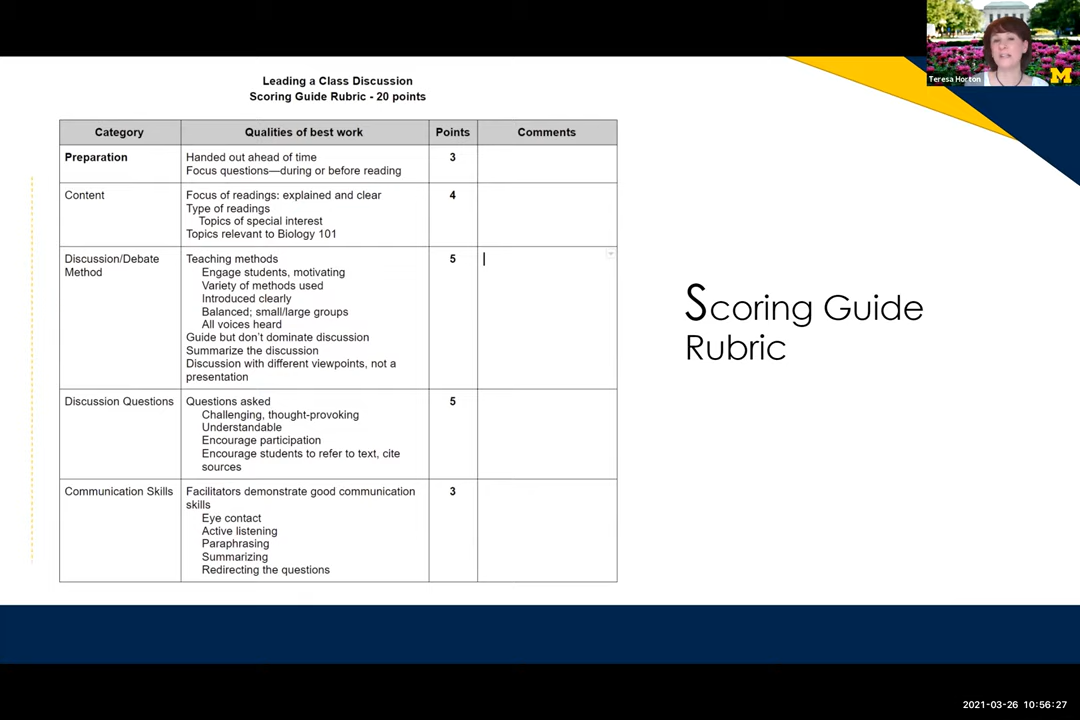 Teresa Horton
M
Leading a Class Discussion
Scoring Guide Rubric - 20 points
Category
Qualities of best work
Points
Comments
Preparation
Handed out ahead of time
Focus questions—during or before reading
3
Content
Focus of readings: explained and clear
Type of readings
Topics of special interest
Topics relevant to Biology 101
4
Discussion/Debate
Method
Teaching methods
Engage students, motivating
Variety of methods used
Introduced clearly
Balanced; small/large groups
All voices heard
Guide but don't dominate discussion
Summarize the discussion
Discussion with different viewpoints, not a
presentation
5
Discussion Questions
Questions asked
Challenging, thought-provoking
Understandable
Encourage participation
Encourage students to refer to text, cite
sources
5
Communication Skills
Facilitators demonstrate good communication
skills
Eye contact
Active listening
Paraphrasing
Summarizing
Redirecting the questions
3
Scoring Guide
Rubric
2021-03-26 10:56:27